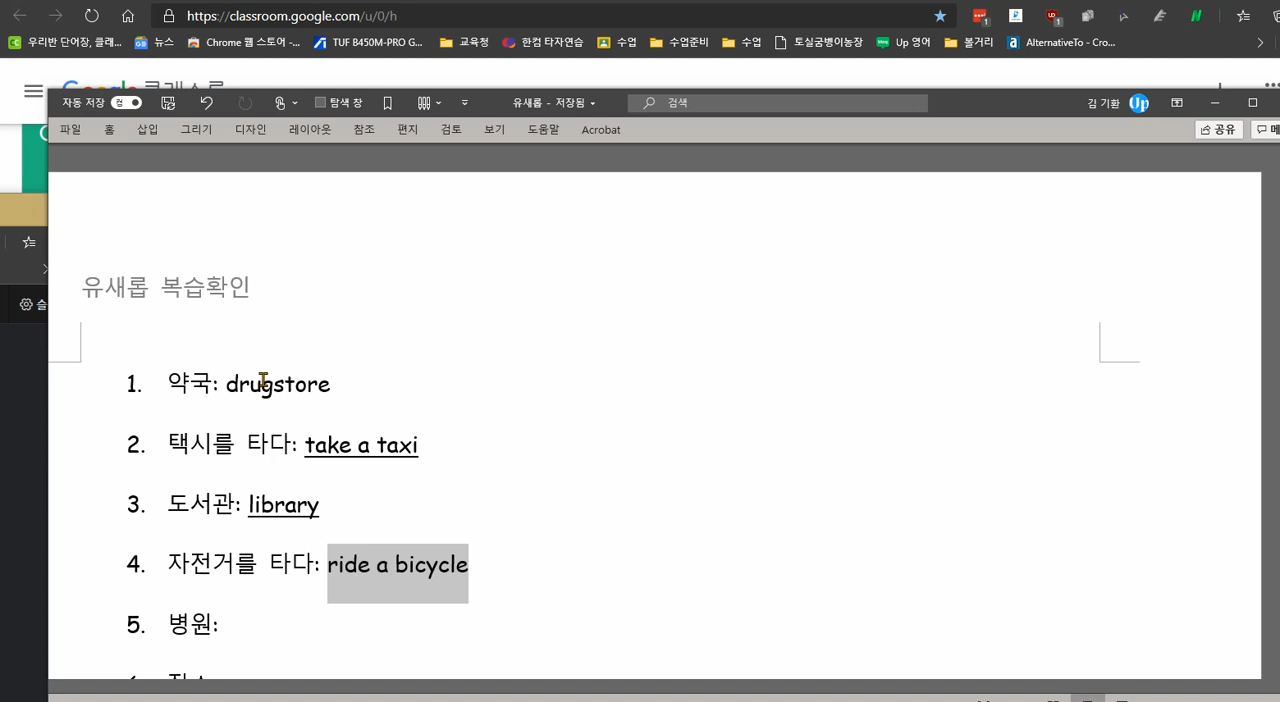 https://classroom.google.com/u/0/h
우리반 단어장, 클래... 뉴스 Chrome 웹 스토어 -... TUF B450M-PRO G... 교육청 한컴 타자연습 수업 수업준비 수업 토실궁뱅이농장 Up 영어 볼거리 AlternativeTo - Cro...
자동 저장 탐색 창 유새롭 - 저장됨 검색 김 기환 Up
파일 홈 삽입 그리기 디자인 레이아웃 참조 편지 검토 보기 도움말 Acrobat 공유 메
유새롭 복습확인
1. 약국: drugstore
2. 택시를 타다: take a taxi
3. 도서관: library
4. 자전거를 타다: ride a bicycle
5. 병원: